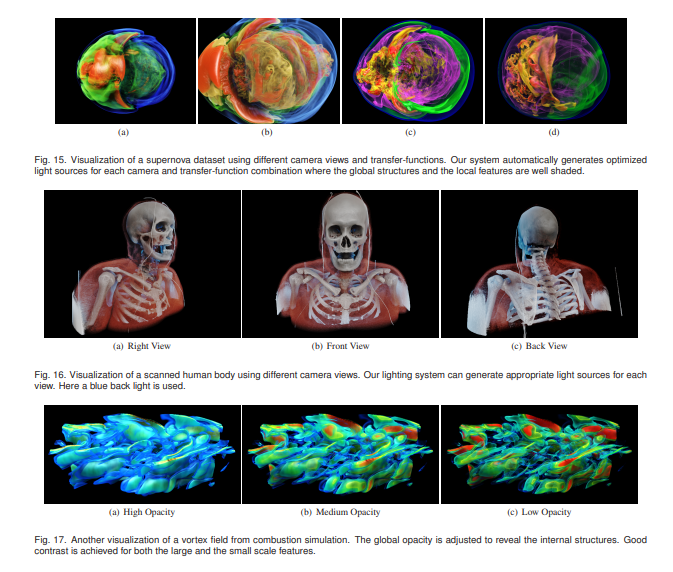 (a) (b) (c) (d)
Fig. 15. Visualization of a supernova dataset using different camera views and transfer-functions. Our system automatically generates optimized
light sources for each camera and transfer-function combination where the global structures and the local features are well shaded.
(a) Right View (b) Front View (c) Back View
Fig. 16. Visualization of a scanned human body using different camera views. Our lighting system can generate appropriate light sources for each
view. Here a blue back light is used.
(a) High Opacity (b) Medium Opacity (c) Low Opacity
Fig. 17. Another visualization of a vortex field from combustion simulation. The global opacity is adjusted to reveal the internal structures. Good
contrast is achieved for both the large and the small scale features.